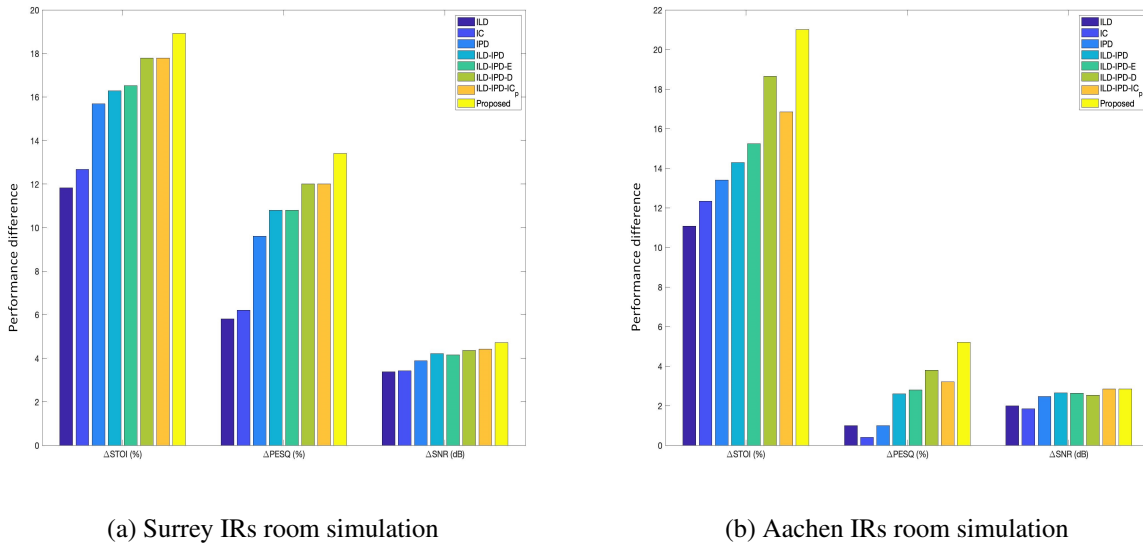 20
18
16
14
12
10
8
6
4
2
0
Performance difference
ΔSTOI (%)
ΔPESQ (%)
ΔSNR (dB)
ILD
IC
IPD
ILD-IPD
ILD-IPD-E
ILD-IPD-D
ILD-IPD-ICp
Proposed
(a) Surrey IRs room simulation
22
20
18
16
14
12
10
8
6
4
2
0
Performance difference
ΔSTOI (%)
ΔPESQ (%)
ΔSNR (dB)
ILD
IC
IPD
ILD-IPD
ILD-IPD-E
ILD-IPD-D
ILD-IPD-ICp
Proposed
(b) Aachen IRs room simulation